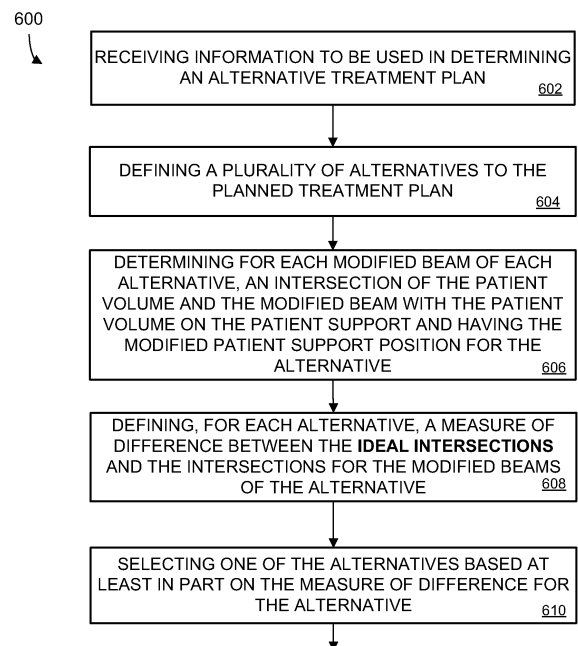 600
RECEIVING INFORMATION TO BE USED IN DETERMINING
AN ALTERNATIVE TREATMENT PLAN
602
DEFINING A PLURALITY OF ALTERNATIVES TO THE
PLANNED TREATMENT PLAN
604
DETERMINING FOR EACH MODIFIED BEAM OF EACH
ALTERNATIVE, AN INTERSECTION OF THE PATIENT
VOLUME AND THE MODIFIED BEAM WITH THE PATIENT
VOLUME ON THE PATIENT SUPPORT AND HAVING THE
MODIFIED PATIENT SUPPORT POSITION FOR THE
ALTERNATIVE
606
DEFINING, FOR EACH ALTERNATIVE, A MEASURE OF
DIFFERENCE BETWEEN THE IDEAL INTERSECTIONS
AND THE INTERSECTIONS FOR THE MODIFIED BEAMS
OF THE ALTERNATIVE
608
SELECTING ONE OF THE ALTERNATIVES BASED AT
LEAST IN PART ON THE MEASURE OF DIFFERENCE FOR
THE ALTERNATIVE
610